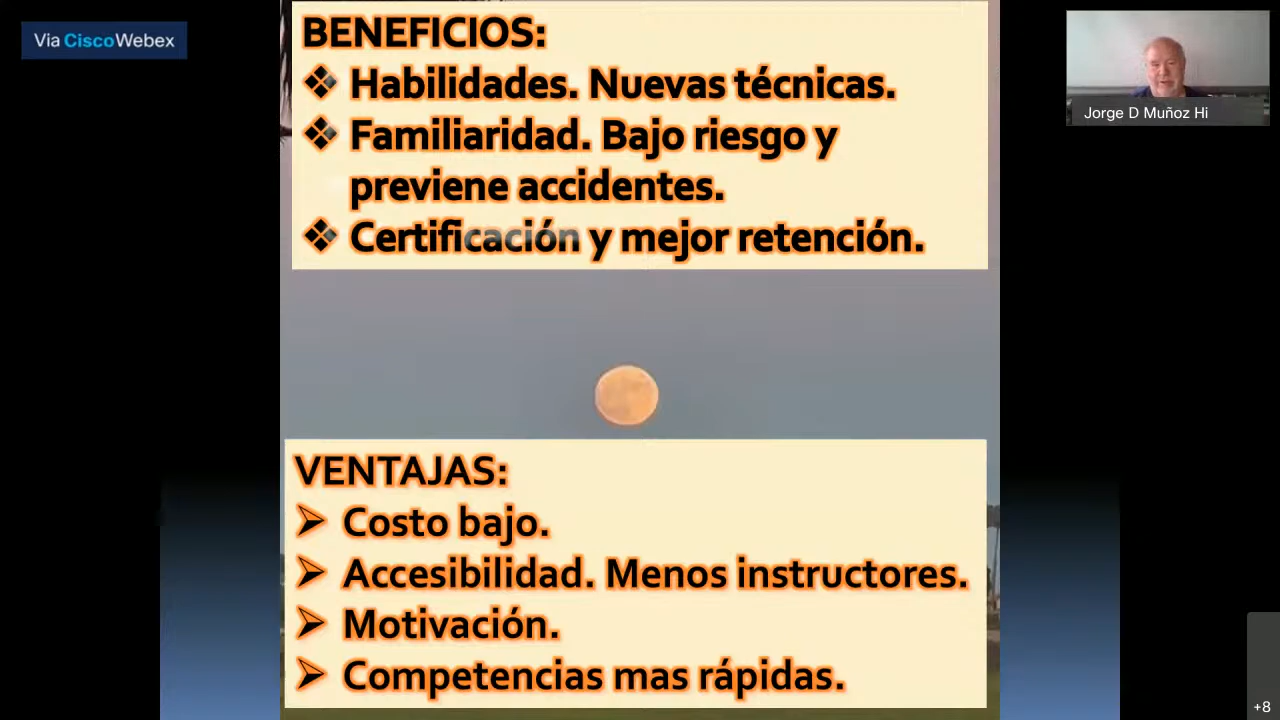 Via CiscoWebex
BENEFICIOS:
Habilidades. Nuevas técnicas.
Familiaridad. Bajo riesgo y
previene accidentes.
Certificación y mejor retención.
Jorge D Muñoz Hi
VENTAJAS:
Costo bajo.
Accesibilidad. Menos instructores.
Motivación.
Competencias mas rápidas.
+8